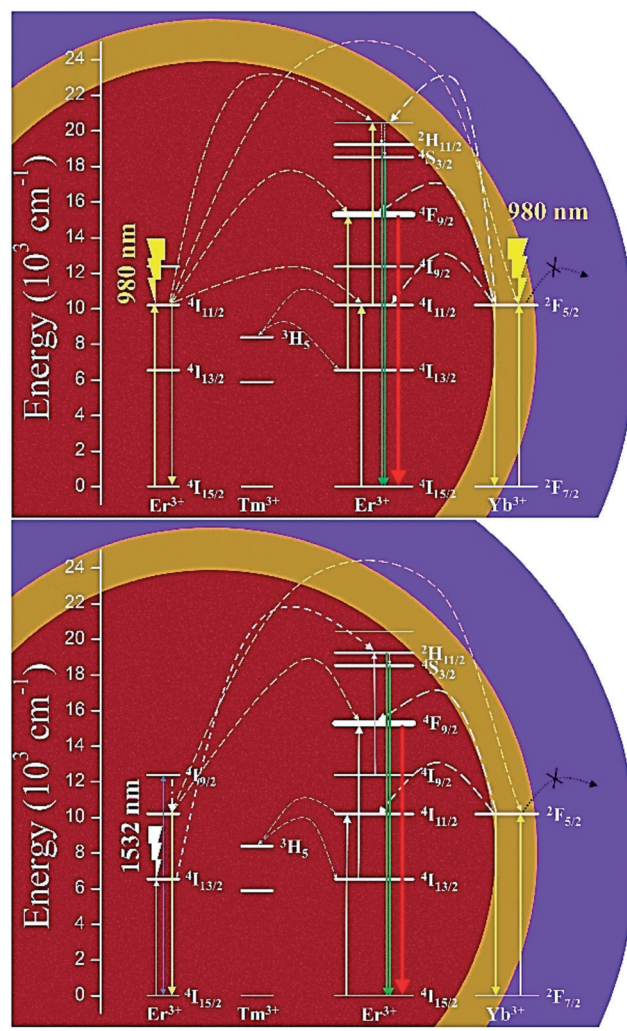 24
22
20
18
16
14
12
10
8
6
4
2
0
Energy (10³ cm⁻¹)
980 nm
⁴I₁₁/₂
⁴I₁₃/₂
⁴I₁₅/₂
Er³⁺
³H₅
Tm³⁺
²H₁₁/₂
⁴S₃/₂
⁴F₉/₂
⁴I₉/₂
⁴I₁₁/₂
⁴I₁₃/₂
⁴I₁₅/₂
Er³⁺
980 nm
²F₅/₂
²F₇/₂
Yb³⁺
24
22
20
18
16
14
12
10
8
6
4
2
0
Energy (10³ cm⁻¹)
1532 nm
⁴I₉/₂
⁴I₁₃/₂
⁴I₁₅/₂
Er³⁺
³H₅
Tm³⁺
²H₁₁/₂
⁴S₃/₂
⁴F₉/₂
⁴I₉/₂
⁴I₁₁/₂
⁴I₁₃/₂
⁴I₁₅/₂
Er³⁺
²F₅/₂
²F₇/₂
Yb³⁺